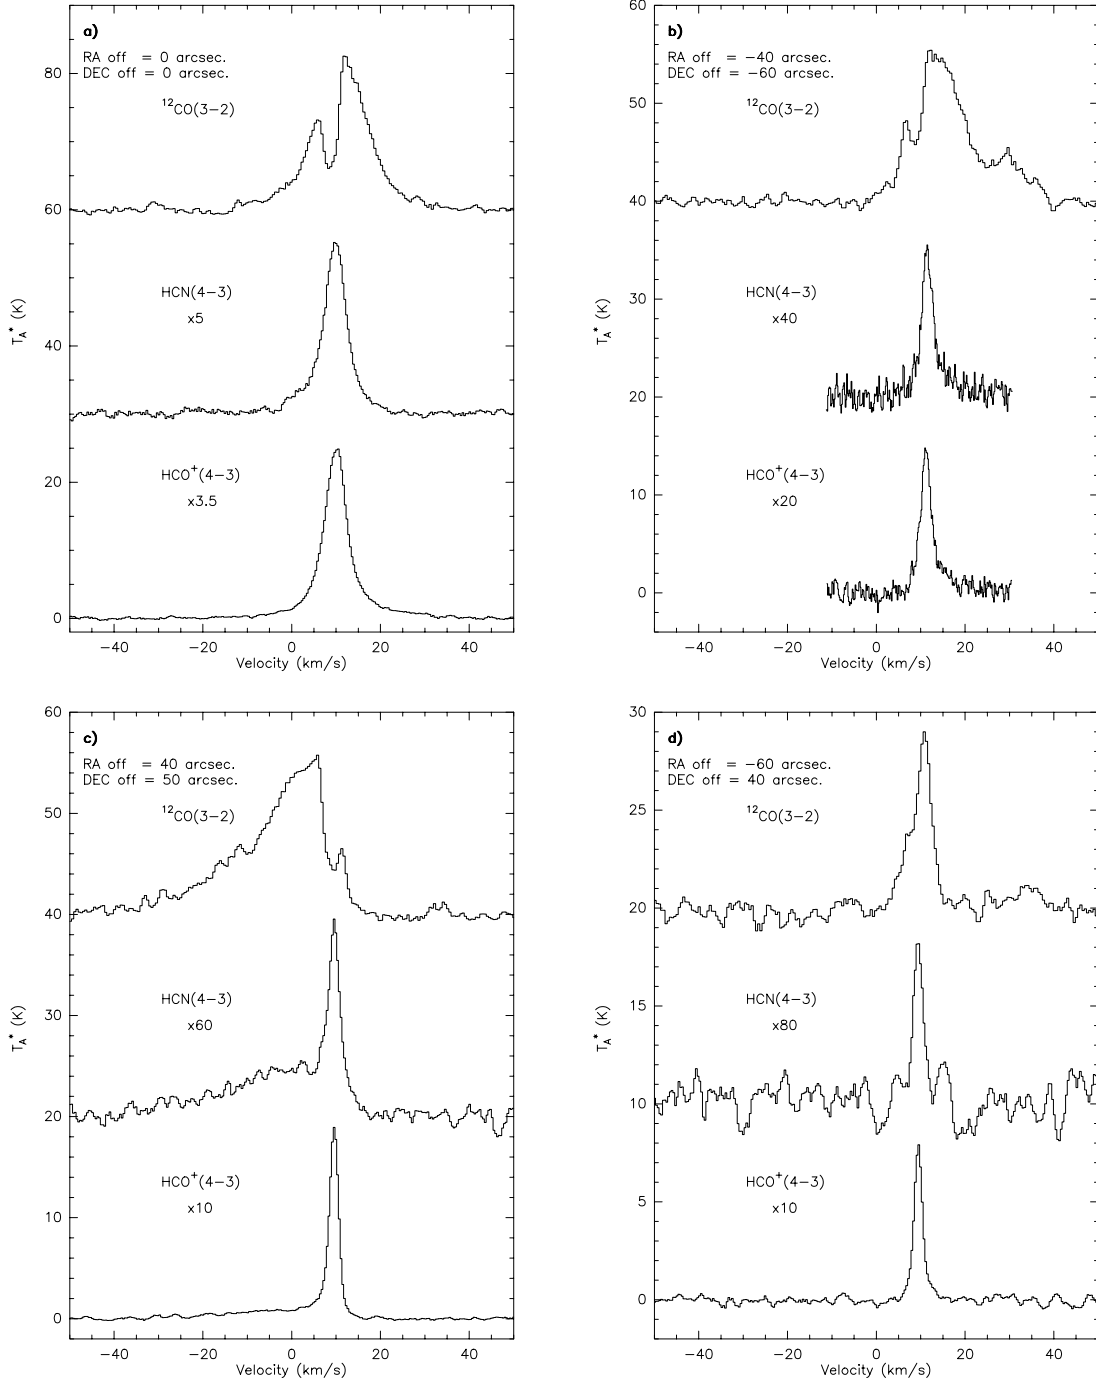 a)
RA off = 0 arcsec.
DEC off = 0 arcsec.
¹²CO(3−2)
HCN(4−3)
x5
HCO⁺(4−3)
x3.5
80
60
40
20
0
T_A* (K)
−40 −20 0 20 40
Velocity (km/s)
b)
RA off = −40 arcsec.
DEC off = −60 arcsec.
¹²CO(3−2)
HCN(4−3)
x40
HCO⁺(4−3)
x20
60
50
40
30
20
10
0
T_A* (K)
−40 −20 0 20 40
Velocity (km/s)
c)
RA off = 40 arcsec.
DEC off = 50 arcsec.
¹²CO(3−2)
HCN(4−3)
x60
HCO⁺(4−3)
x10
60
50
40
30
20
10
0
T_A* (K)
−40 −20 0 20 40
Velocity (km/s)
d)
RA off = −60 arcsec.
DEC off = 40 arcsec.
¹²CO(3−2)
HCN(4−3)
x80
HCO⁺(4−3)
x10
30
25
20
15
10
5
0
T_A* (K)
−40 −20 0 20 40
Velocity (km/s)